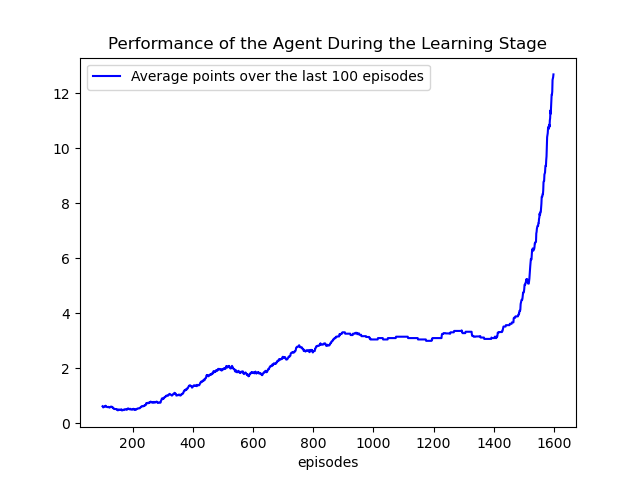 Performance of the Agent During the Learning Stage
Average points over the last 100 episodes
12
10
8
6
4
2
0
200 400 600 800 1000 1200 1400 1600
episodes